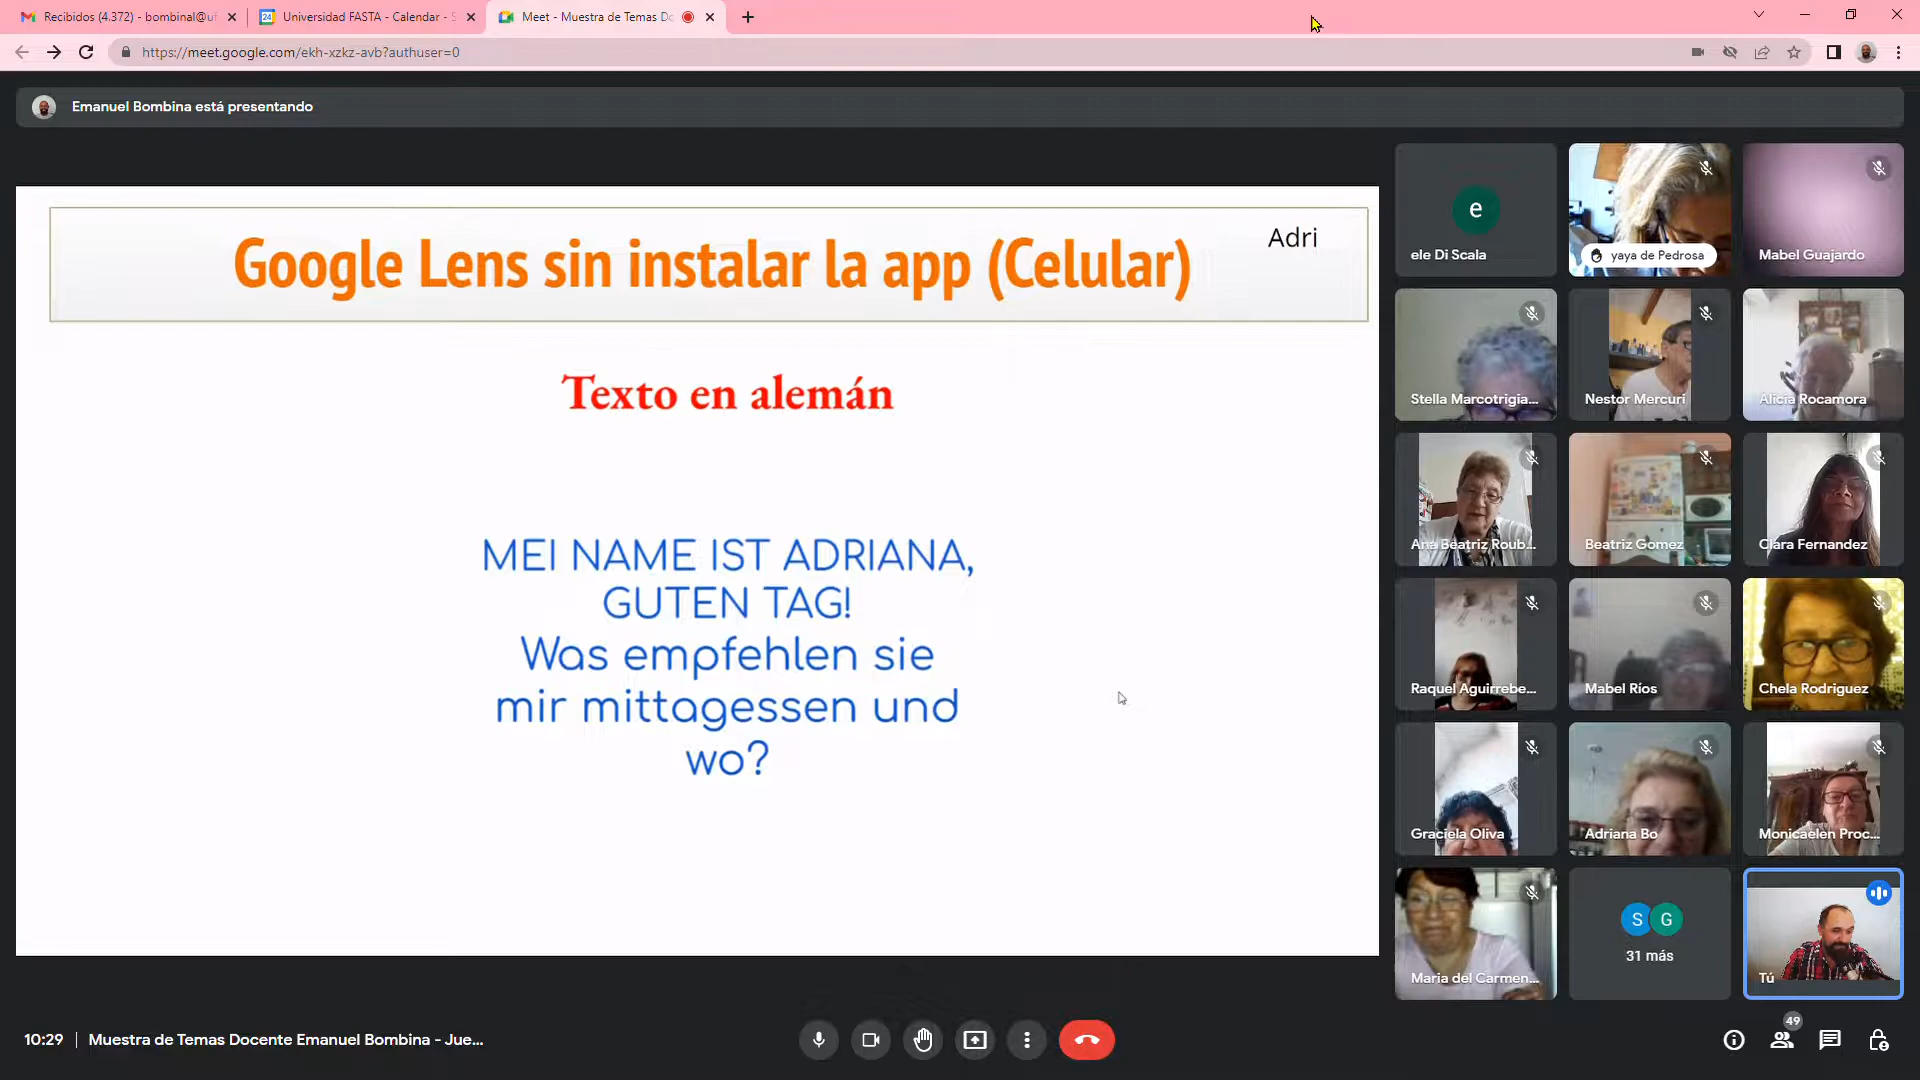 Recibidos (4.372) - bombinal@uf
Universidad FASTA - Calendar - S
Meet - Muestra de Temas Do
https://meet.google.com/ekh-xzkz-avb?authuser=0
Emanuel Bombina está presentando
Google Lens sin instalar la app (Celular)
Adri
Texto en alemán
MEI NAME IST ADRIANA,
GUTEN TAG!
Was empfehlen sie
mir mittagessen und
wo?
e
ele Di Scala
yaya de Pedrosa
Mabel Guajardo
Stella Marcotrigia...
Nestor Mercuri
Alicia Rocamora
Ana Beatriz Roub...
Beatriz Gomez
Clara Fernandez
Raquel Aguirrebe...
Mabel Ríos
Chela Rodriguez
Graciela Oliva
Adriana Bo
Monicaelen Proc...
Maria del Carmen...
S G
31 más
Tú
10:29
Muestra de Temas Docente Emanuel Bombina - Jue...
49